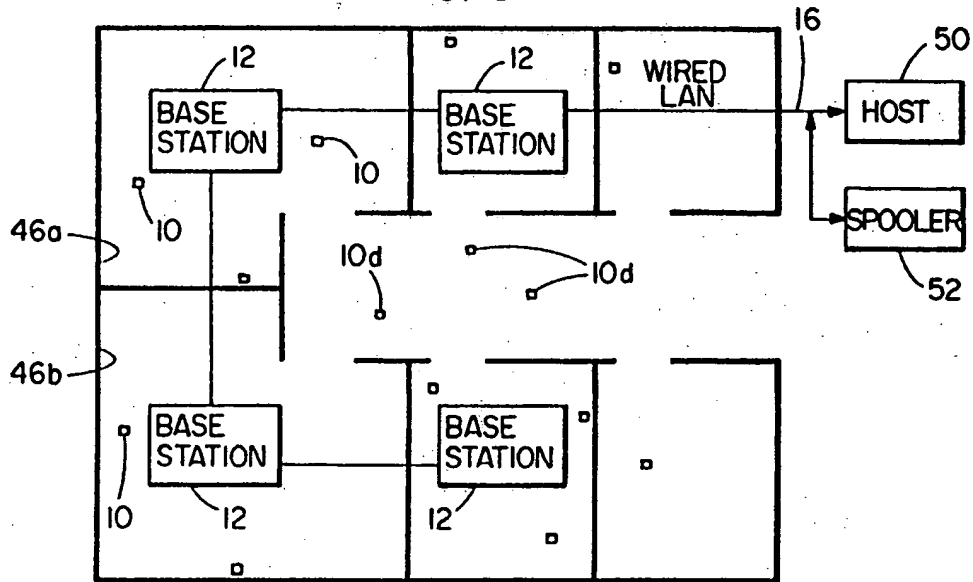 16
50
12
12
WIRED
LAN
BASE
STATION
BASE
STATION
HOST
10
10
SPOOLER
46a
10d
10d
52
46b
BASE
STATION
BASE
STATION
10
12
12